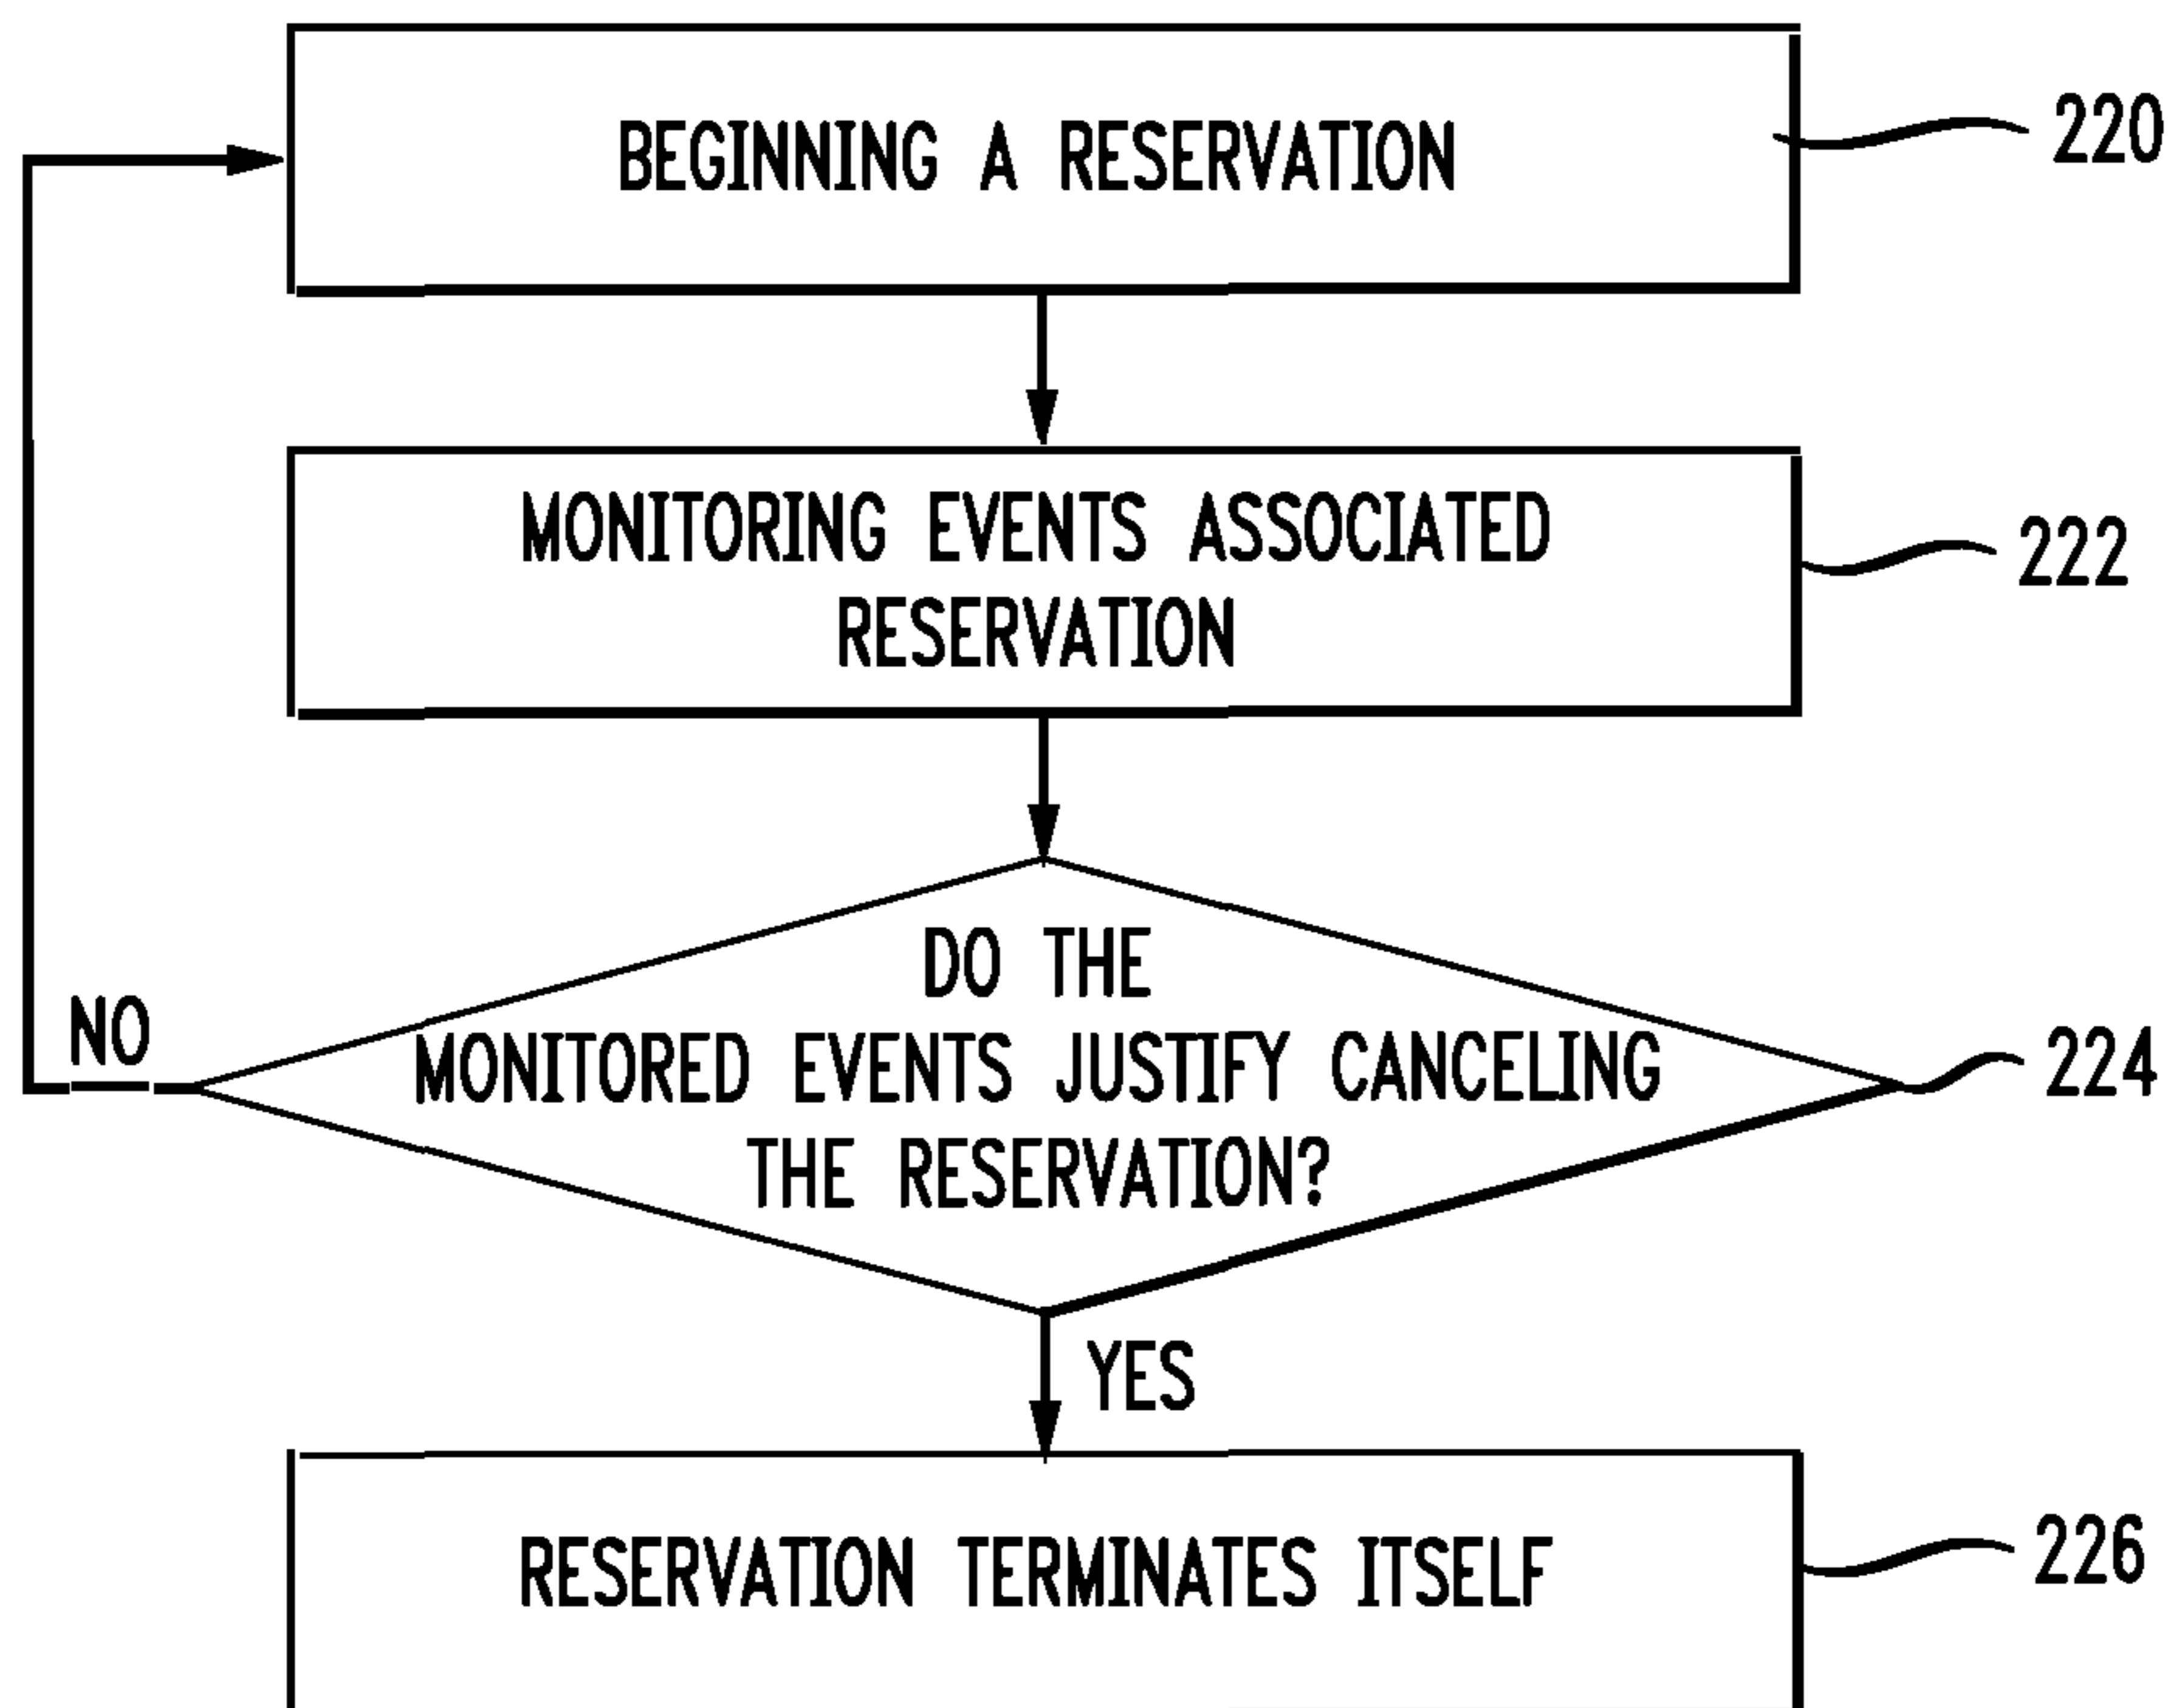 BEGINNING A RESERVATION
220
MONITORING EVENTS ASSOCIATED
RESERVATION
222
DO THE
MONITORED EVENTS JUSTIFY CANCELING
THE RESERVATION?
224
NO
YES
RESERVATION TERMINATES ITSELF
226